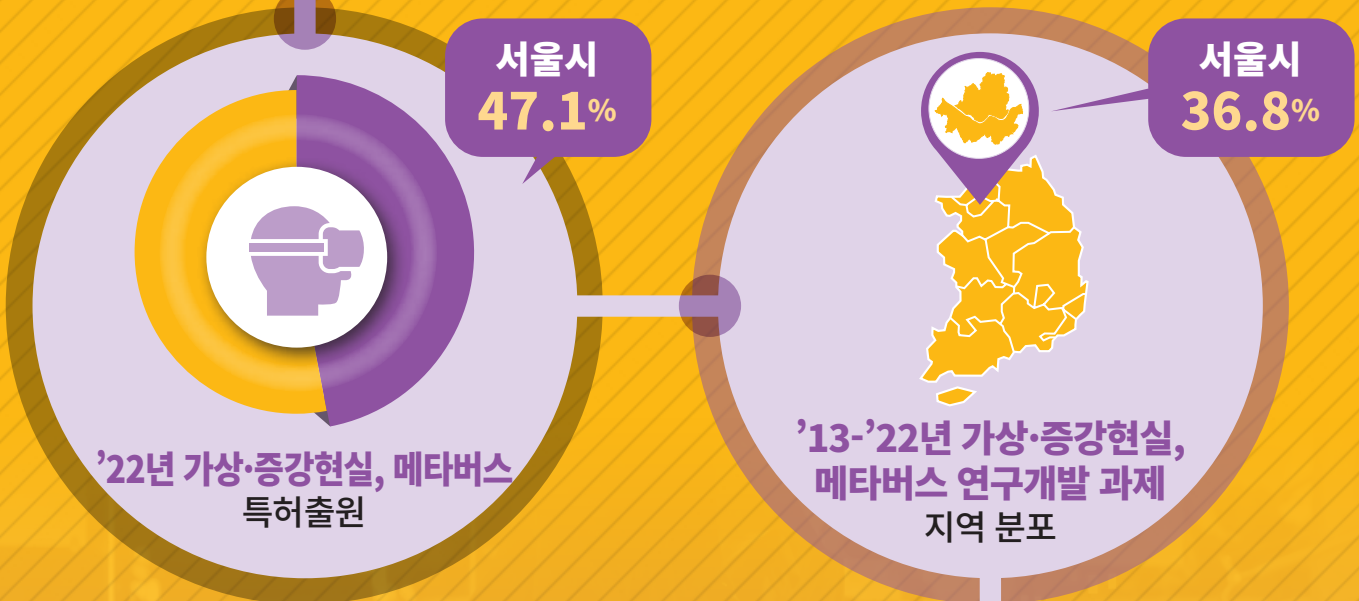 서울시
47.1%
’22년 가상·증강현실, 메타버스
특허출원
서울시
36.8%
’13-’22년 가상·증강현실,
메타버스 연구개발 과제
지역 분포